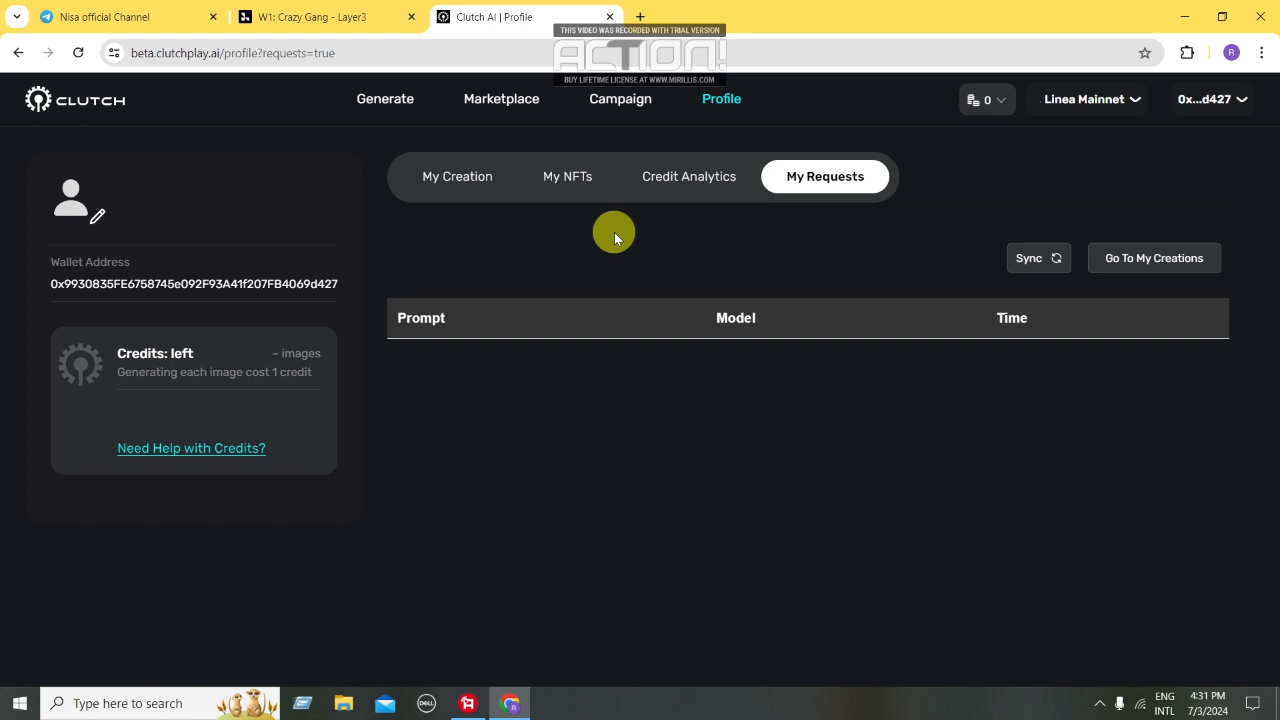 Nisa official Channel
W1: Crazy Gang - Layer3
Clutch AI | Profile
THIS VIDEO WAS RECORDED WITH TRIAL VERSION
ACTION!
BUY LIFETIME LICENSE AT WWW.MIRILLIS.COM
beta.clutchplay.ai/profile?requests=true
R
CLUTCH
Generate
Marketplace
Campaign
Profile
0
Linea Mainnet
0x...d427
My Creation
My NFTs
Credit Analytics
My Requests
Wallet Address
0x9930835FE6758745e092F93A41f207FB4069d427
Sync
Go To My Creations
Credits: left
~ images
Generating each image cost 1 credit
Need Help with Credits?
Prompt
Model
Time
Type here to search
DELL
ENG
INTL
4:31 PM
7/3/2024